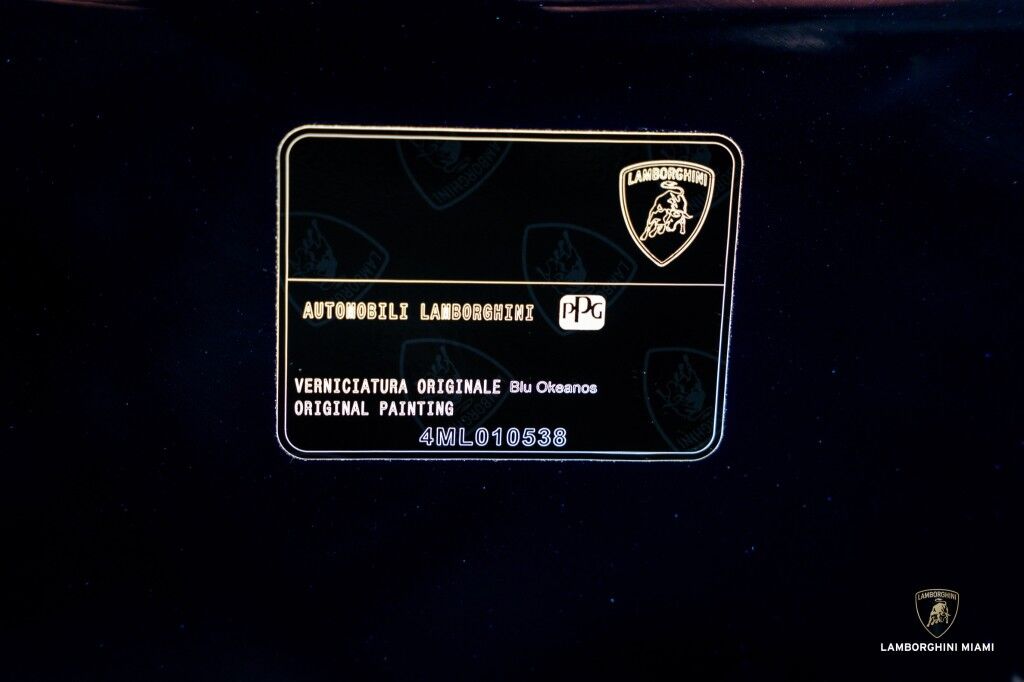 LAMBORGHINI
AUTOMOBILI LAMBORGHINI PPG
VERNICIATURA ORIGINALE Blu Okeanos
ORIGINAL PAINTING
4ML010538
LAMBORGHINI
LAMBORGHINI MIAMI